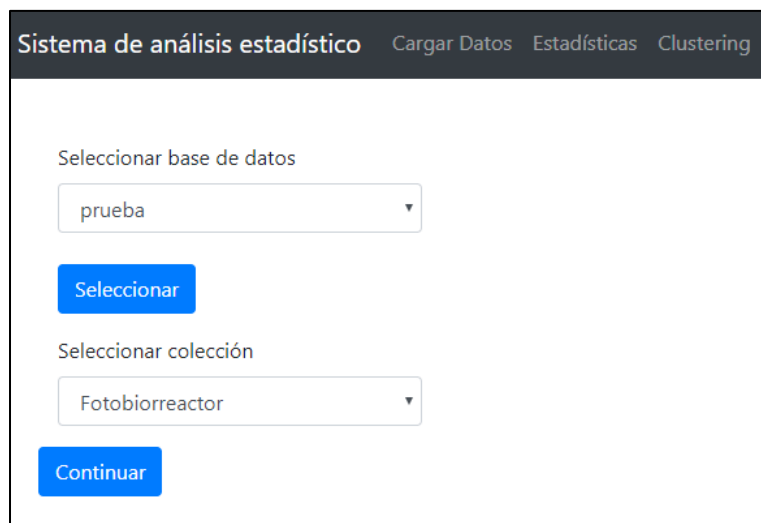 Sistema de análisis estadístico Cargar Datos Estadísticas Clustering
Seleccionar base de datos
prueba
Seleccionar
Seleccionar colección
Fotobiorreactor
Continuar